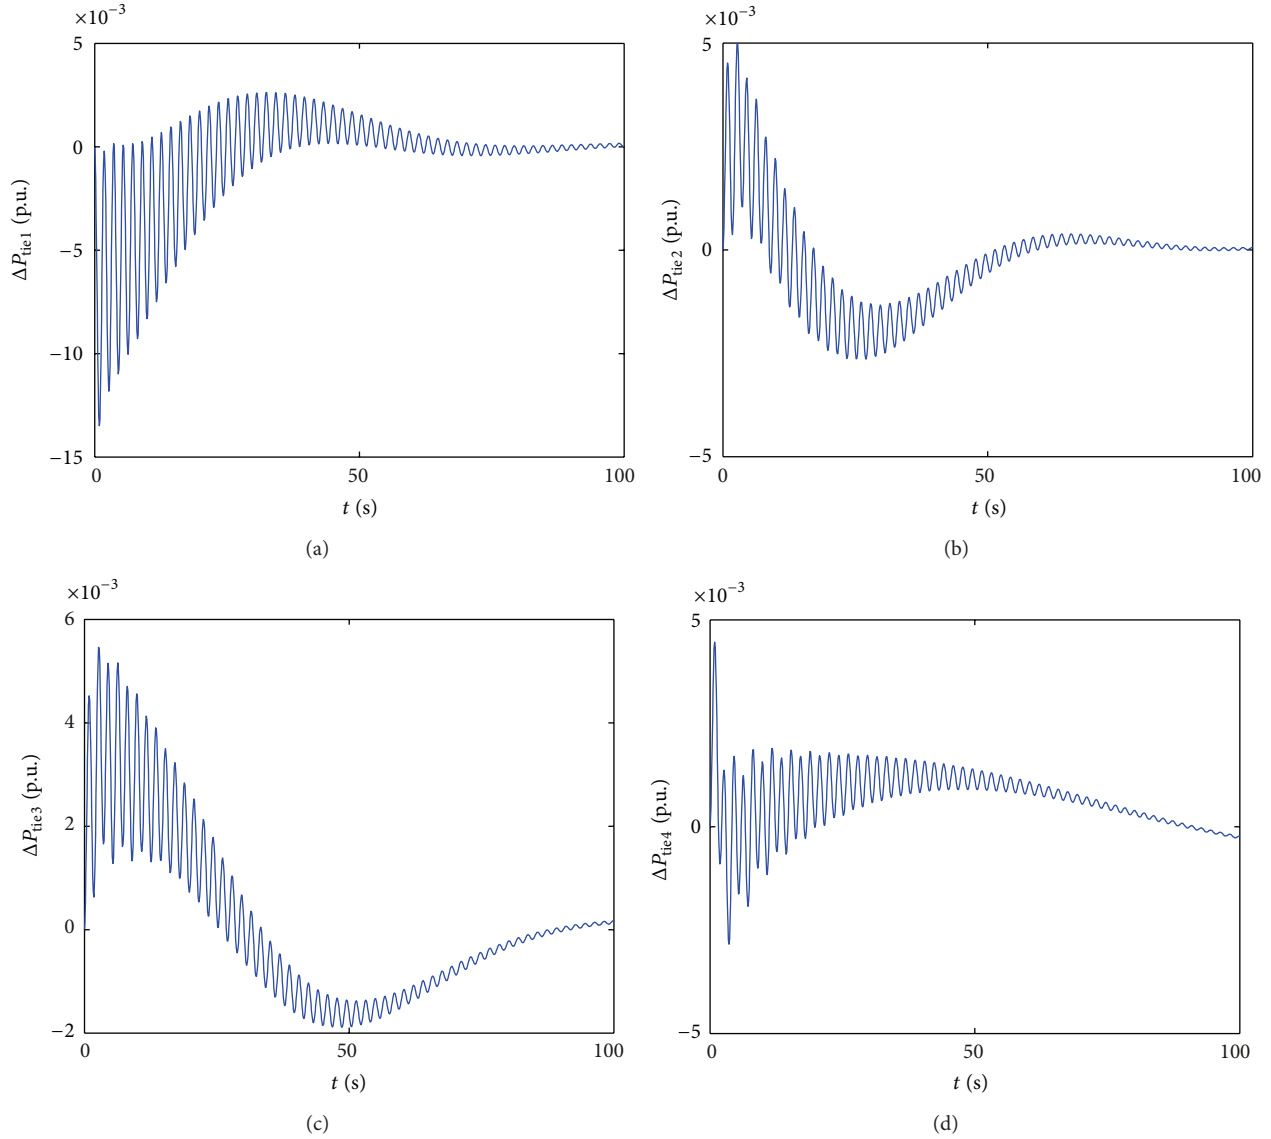 ×10⁻³
5
0
−5
−10
−15
ΔP_tie1 (p.u.)
0 50 100
t (s)
(a)
×10⁻³
5
0
−5
ΔP_tie2 (p.u.)
0 50 100
t (s)
(b)
×10⁻³
6
4
2
0
−2
ΔP_tie3 (p.u.)
0 50 100
t (s)
(c)
×10⁻³
5
0
−5
ΔP_tie4 (p.u.)
0 50 100
t (s)
(d)